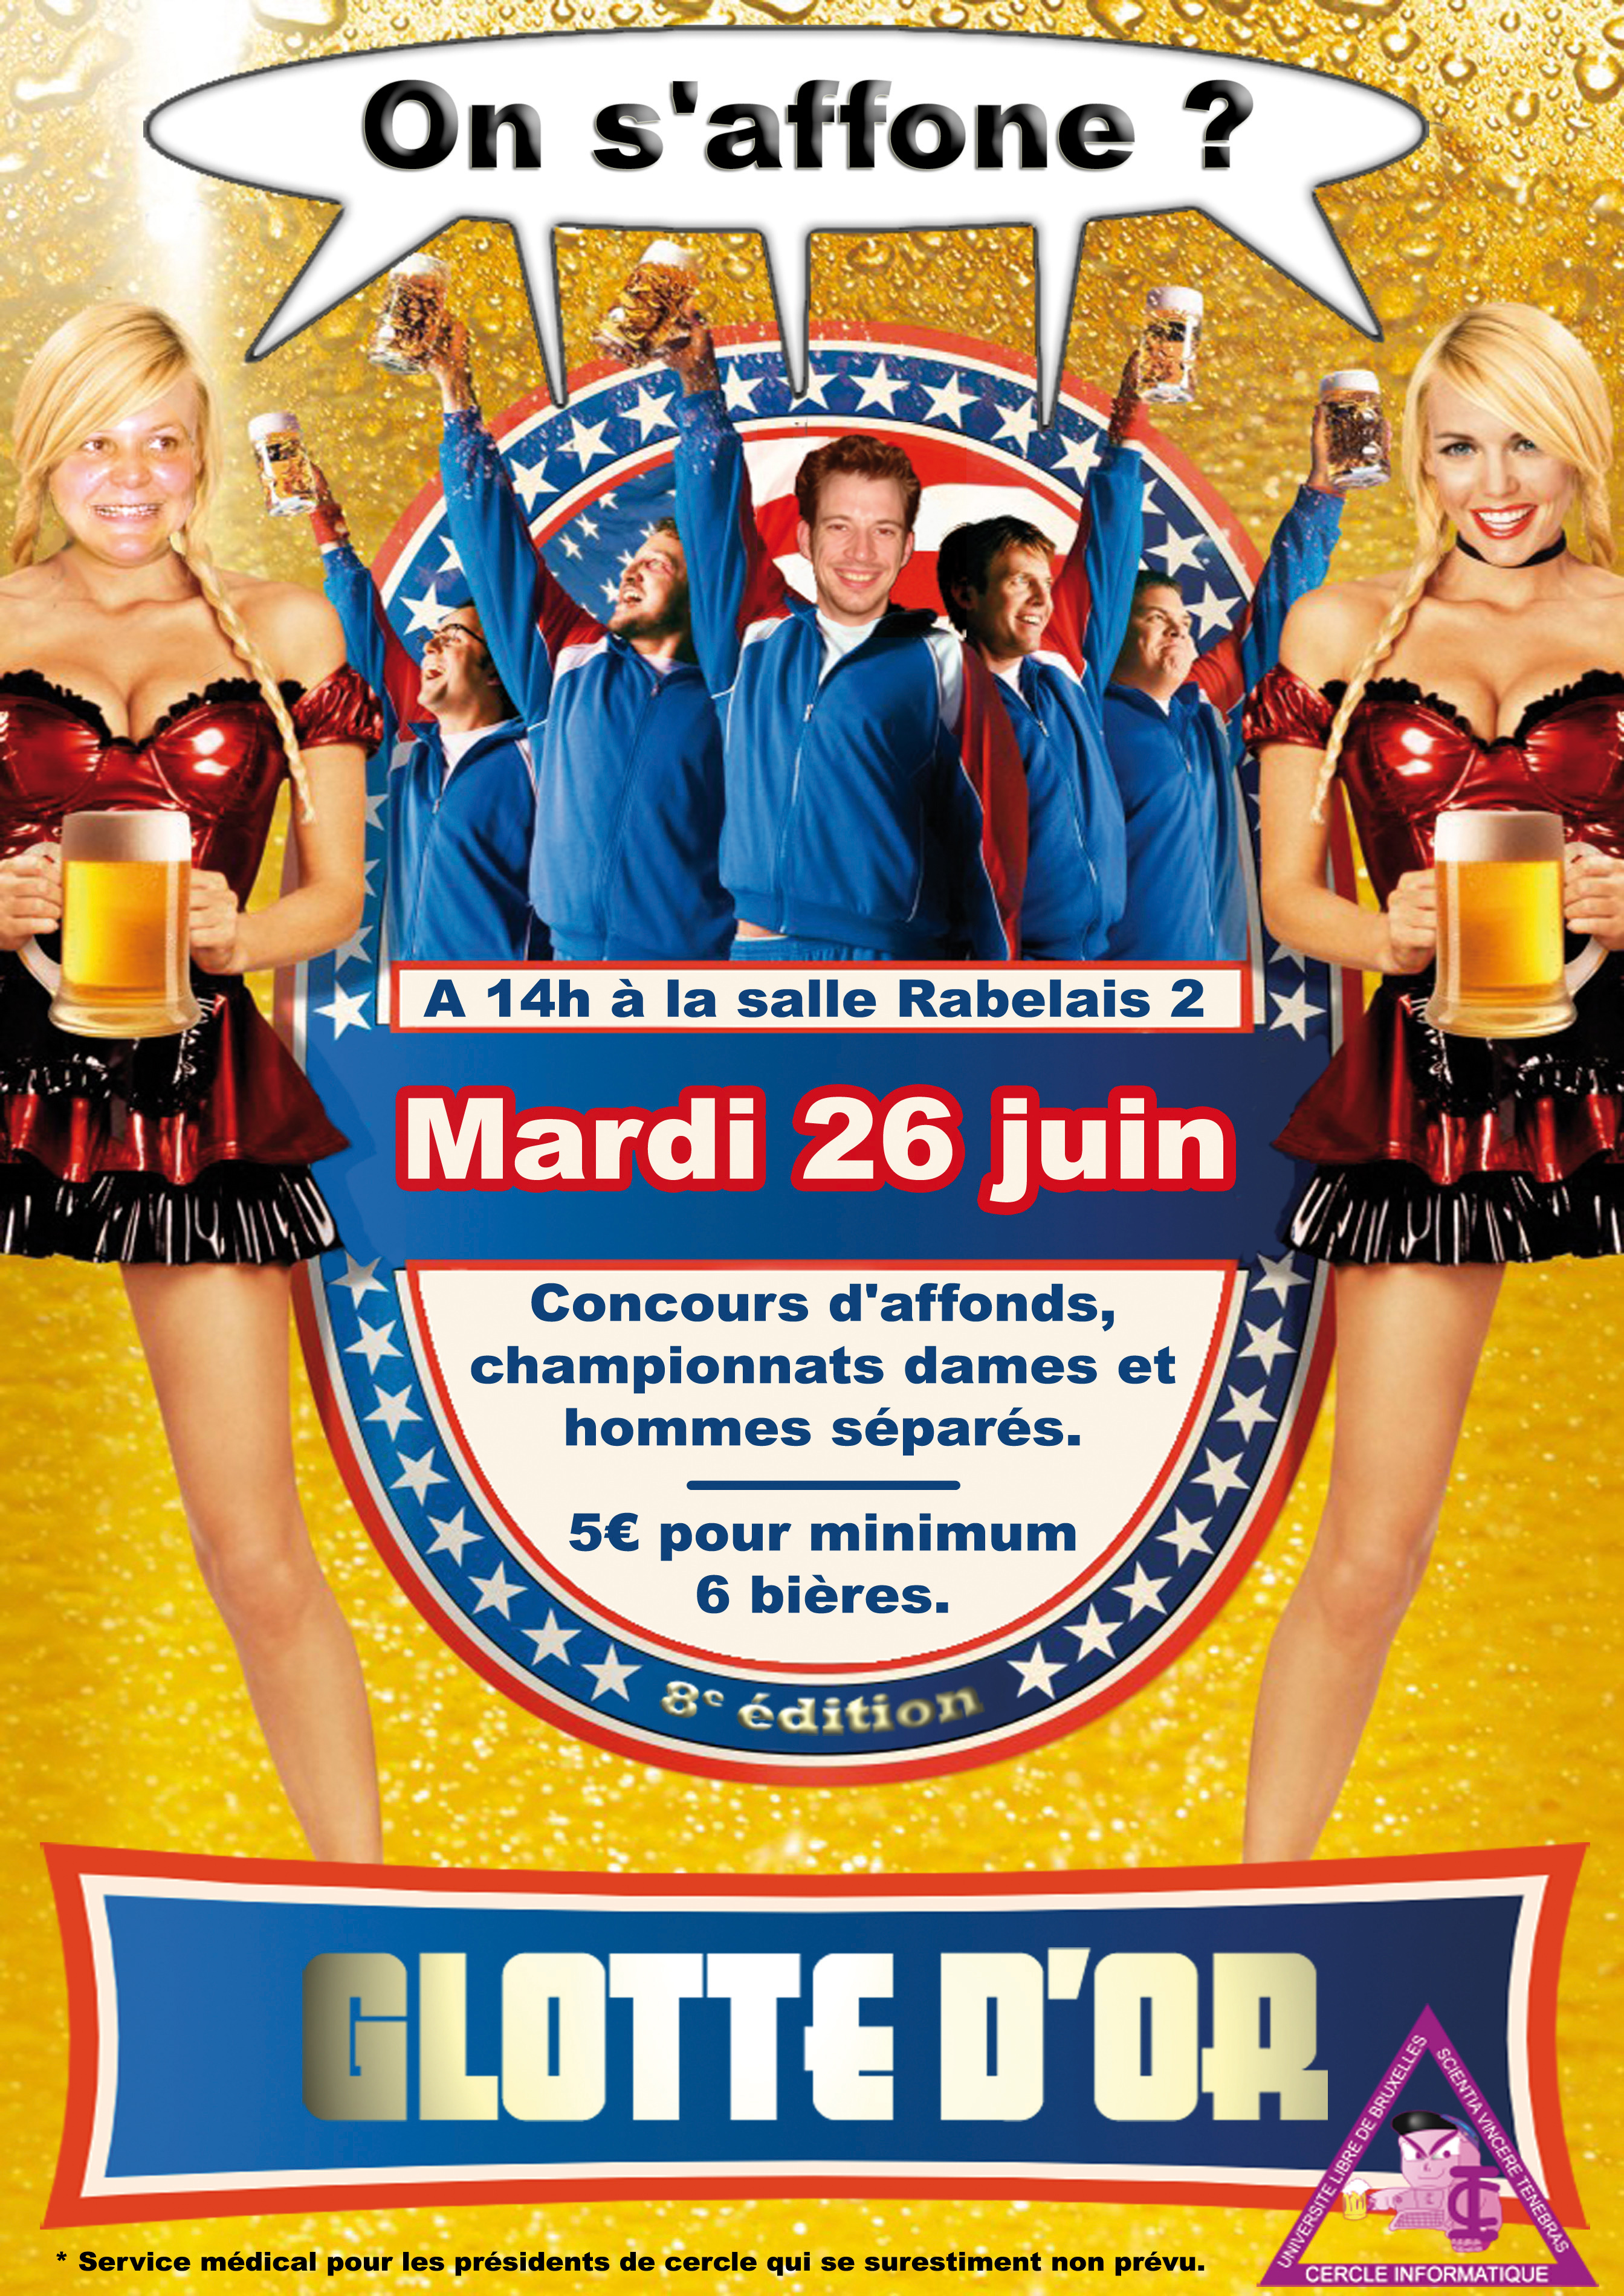 On s'affone ?
A 14h à la salle Rabelais 2
Mardi 26 juin
Concours d'affonds,
championnats dames et
hommes séparés.
5€ pour minimum
6 bières.
8e édition
GLOTTE D'OR
UNIVERSITE LIBRE DE BRUXELLES
SCIENTIA VINCERE TENEBRAS
CI
CERCLE INFORMATIQUE
* Service médical pour les présidents de cercle qui se surestiment non prévu.